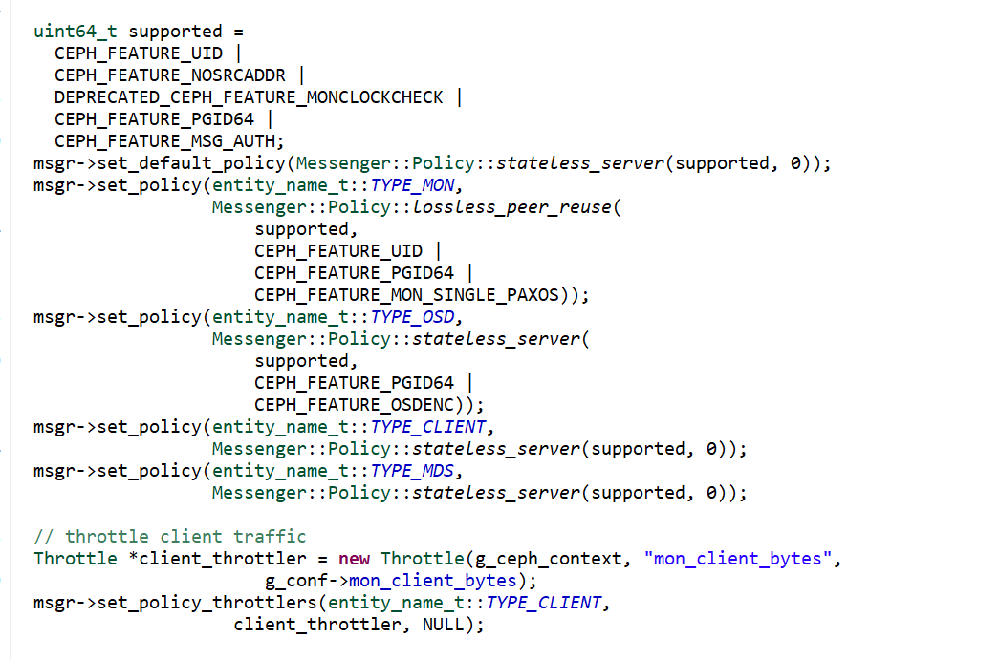 uint64_t supported =
  CEPH_FEATURE_UID |
  CEPH_FEATURE_NOSRCADDR |
  DEPRECATED_CEPH_FEATURE_MONCLOCKCHECK |
  CEPH_FEATURE_PGID64 |
  CEPH_FEATURE_MSG_AUTH;
msgr->set_default_policy(Messenger::Policy::stateless_server(supported, 0));
msgr->set_policy(entity_name_t::TYPE_MON,
                 Messenger::Policy::lossless_peer_reuse(
                     supported,
                     CEPH_FEATURE_UID |
                     CEPH_FEATURE_PGID64 |
                     CEPH_FEATURE_MON_SINGLE_PAXOS));
msgr->set_policy(entity_name_t::TYPE_OSD,
                 Messenger::Policy::stateless_server(
                     supported,
                     CEPH_FEATURE_PGID64 |
                     CEPH_FEATURE_OSDENC));
msgr->set_policy(entity_name_t::TYPE_CLIENT,
                 Messenger::Policy::stateless_server(supported, 0));
msgr->set_policy(entity_name_t::TYPE_MDS,
                 Messenger::Policy::stateless_server(supported, 0));

// throttle client traffic
Throttle *client_throttler = new Throttle(g_ceph_context, "mon_client_bytes",
                      g_conf->mon_client_bytes);
msgr->set_policy_throttlers(entity_name_t::TYPE_CLIENT,
                   client_throttler, NULL);